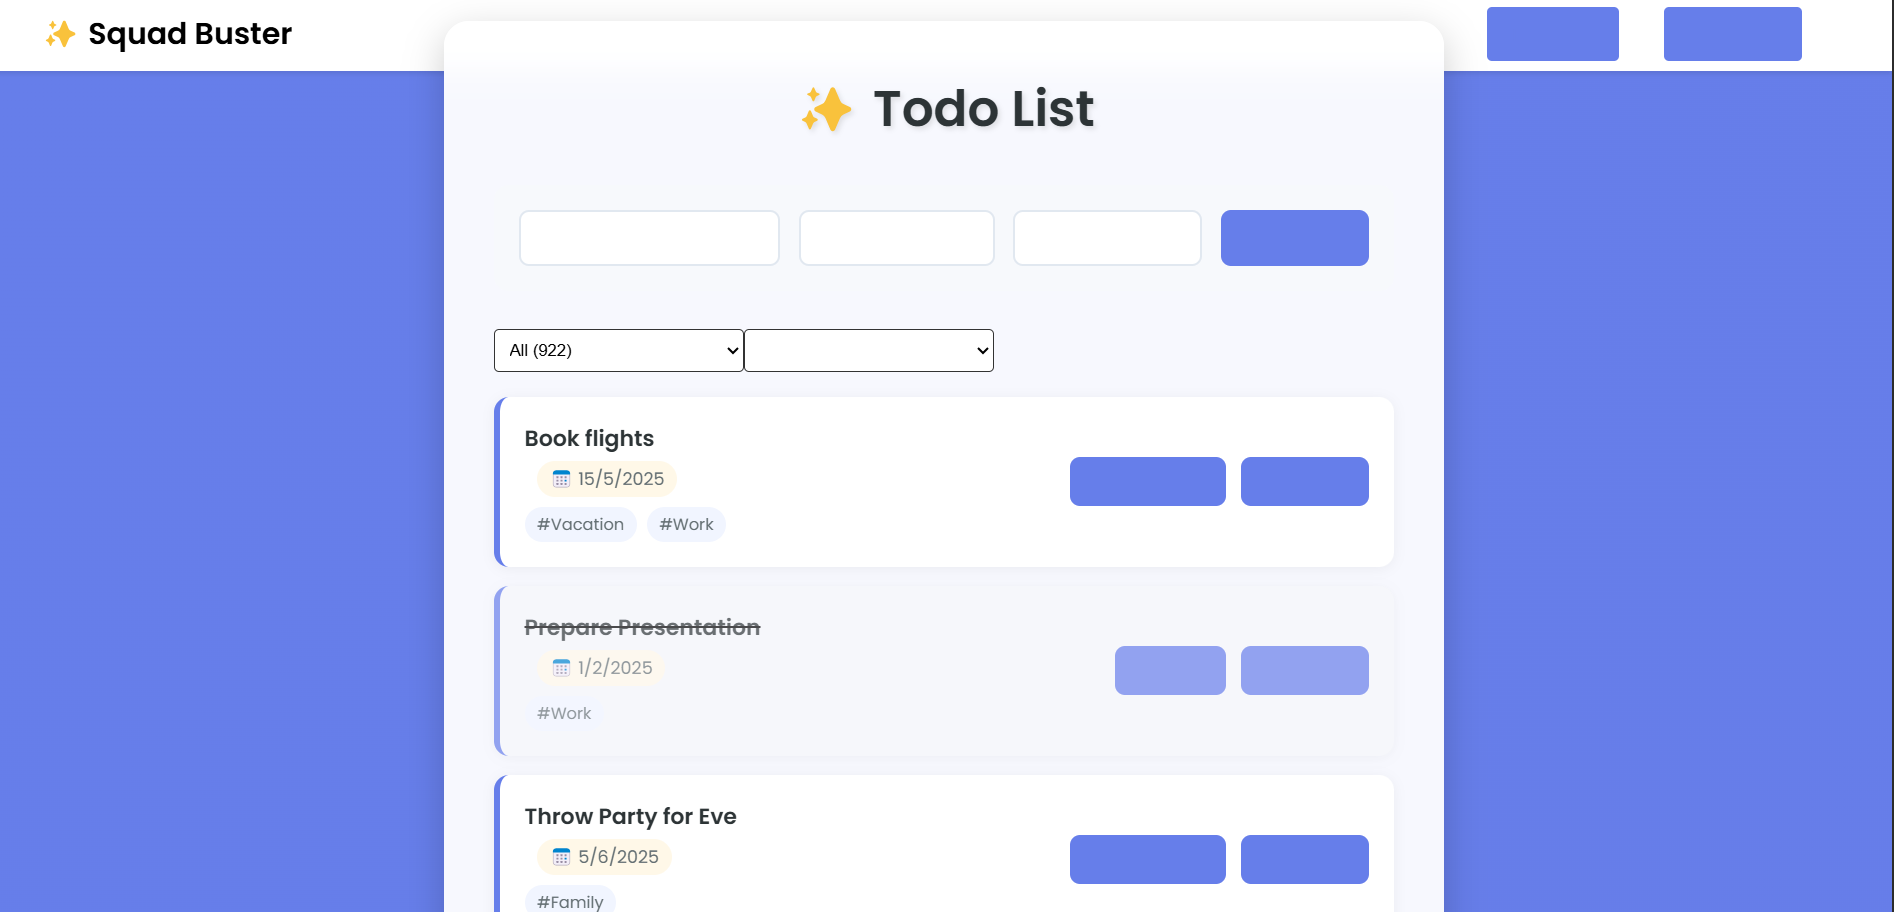 Squad Buster
Todo List
All (922)
Book flights
15/5/2025
#Vacation #Work
Prepare Presentation
1/2/2025
#Work
Throw Party for Eve
5/6/2025
#Family